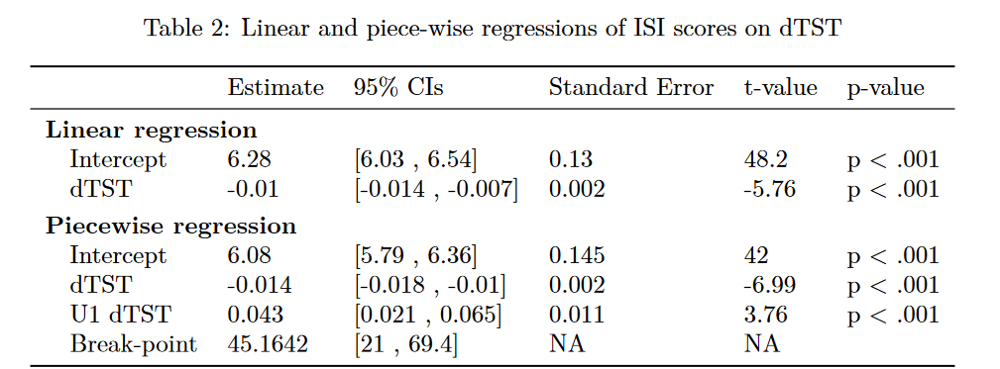 Table 2: Linear and piece-wise regressions of ISI scores on dTST
Estimate 95% CIs Standard Error t-value p-value
Linear regression
Intercept 6.28 [6.03 , 6.54] 0.13 48.2 p < .001
dTST -0.01 [-0.014 , -0.007] 0.002 -5.76 p < .001
Piecewise regression
Intercept 6.08 [5.79 , 6.36] 0.145 42 p < .001
dTST -0.014 [-0.018 , -0.01] 0.002 -6.99 p < .001
U1 dTST 0.043 [0.021 , 0.065] 0.011 3.76 p < .001
Break-point 45.1642 [21 , 69.4] NA NA